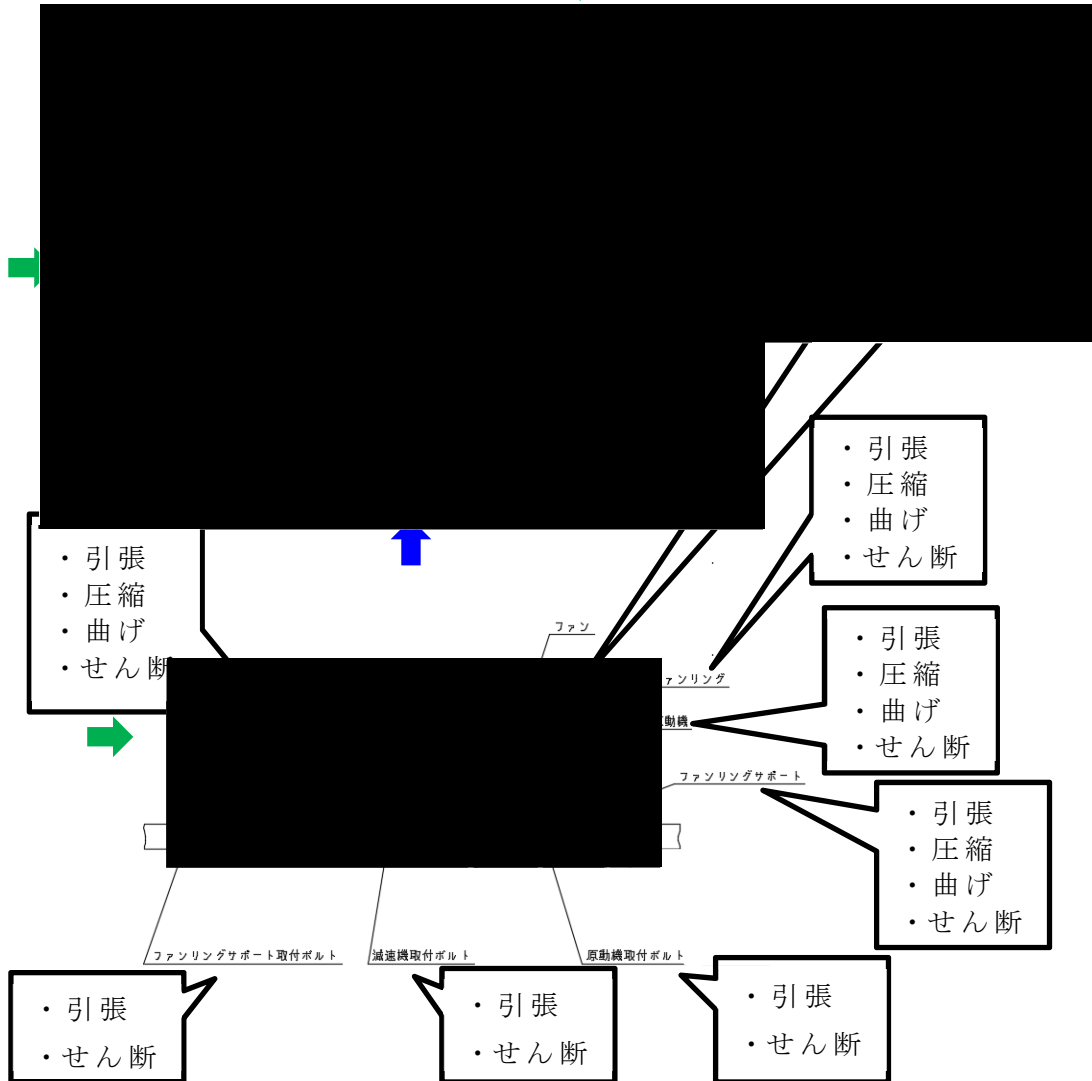 ・引張
・圧縮
・曲げ
・せん断
・引張
・圧縮
・曲げ
・せん断
ファン
ァンリング
・引張
・圧縮
・曲げ
・せん断
動機
ファンリングサポート
・引張
・圧縮
・曲げ
・せん断
ファンリングサポート取付ボルト
減速機取付ボルト
原動機取付ボルト
・引張
・せん断
・引張
・せん断
・引張
・せん断